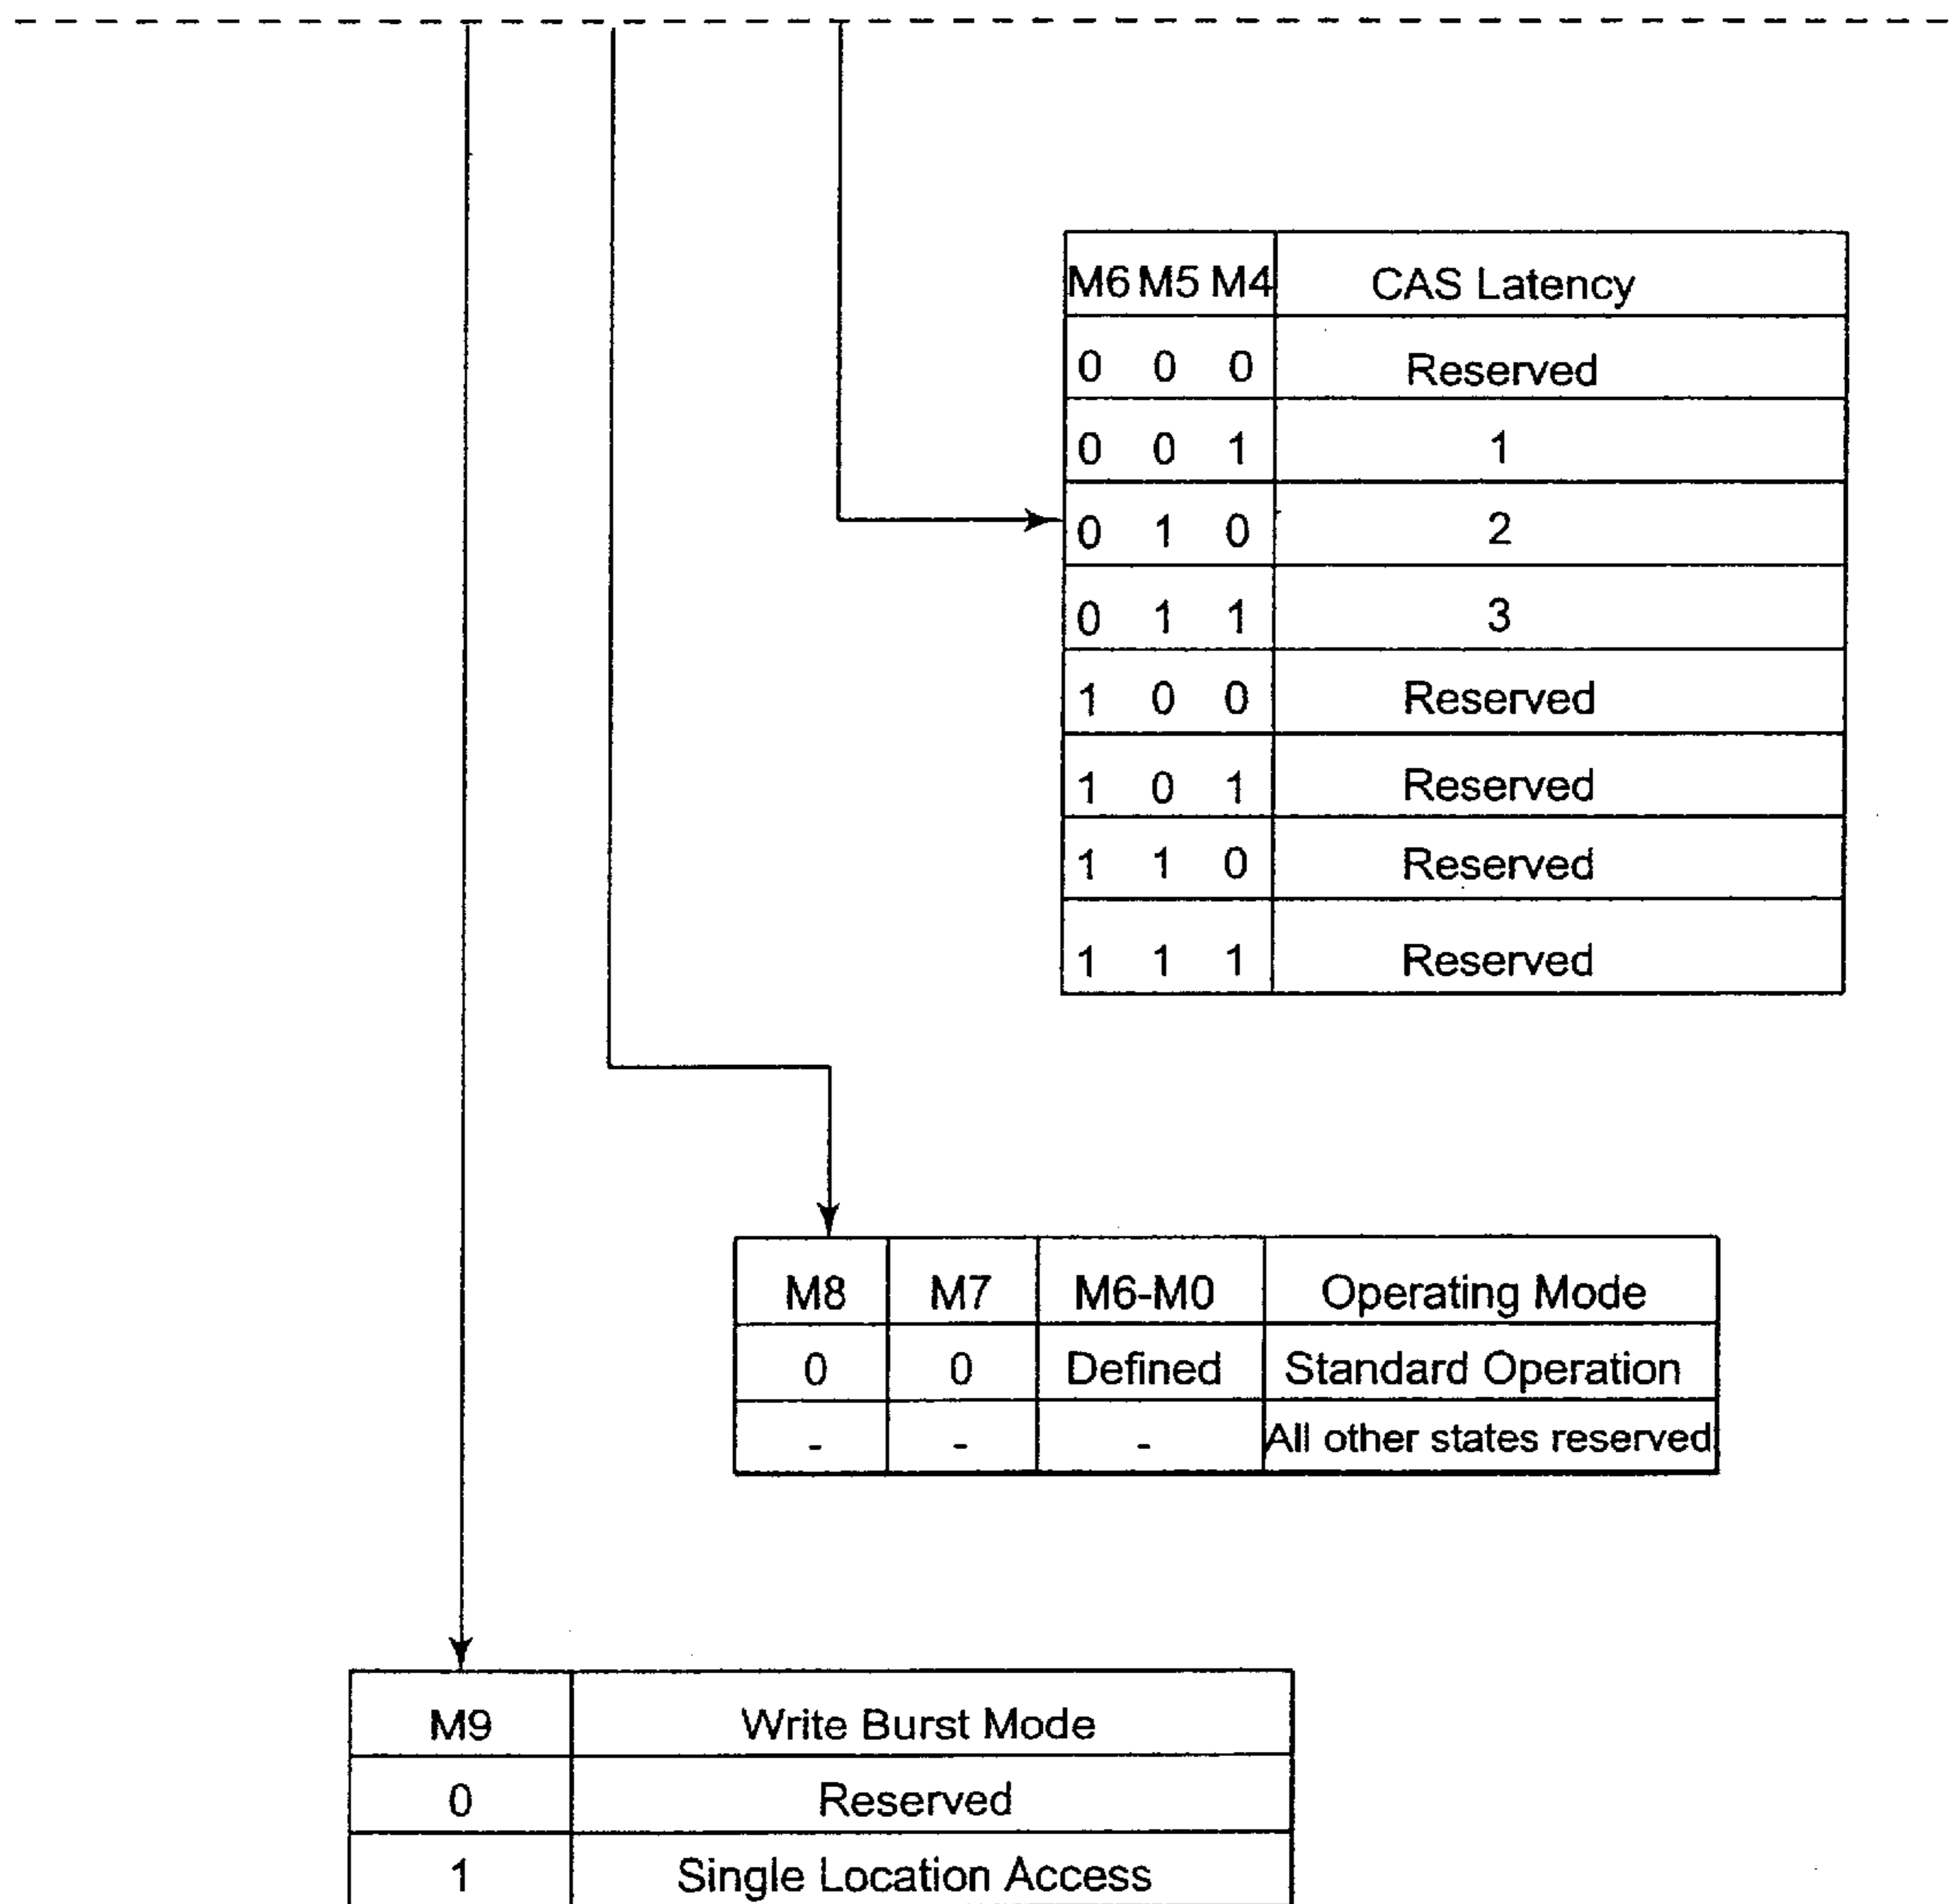 M6 M5 M4 CAS Latency
0 0 0 Reserved
0 0 1 1
0 1 0 2
0 1 1 3
1 0 0 Reserved
1 0 1 Reserved
1 1 0 Reserved
1 1 1 Reserved
M8 M7 M6-M0 Operating Mode
0 0 Defined Standard Operation
- - - All other states reserved
M9 Write Burst Mode
0 Reserved
1 Single Location Access